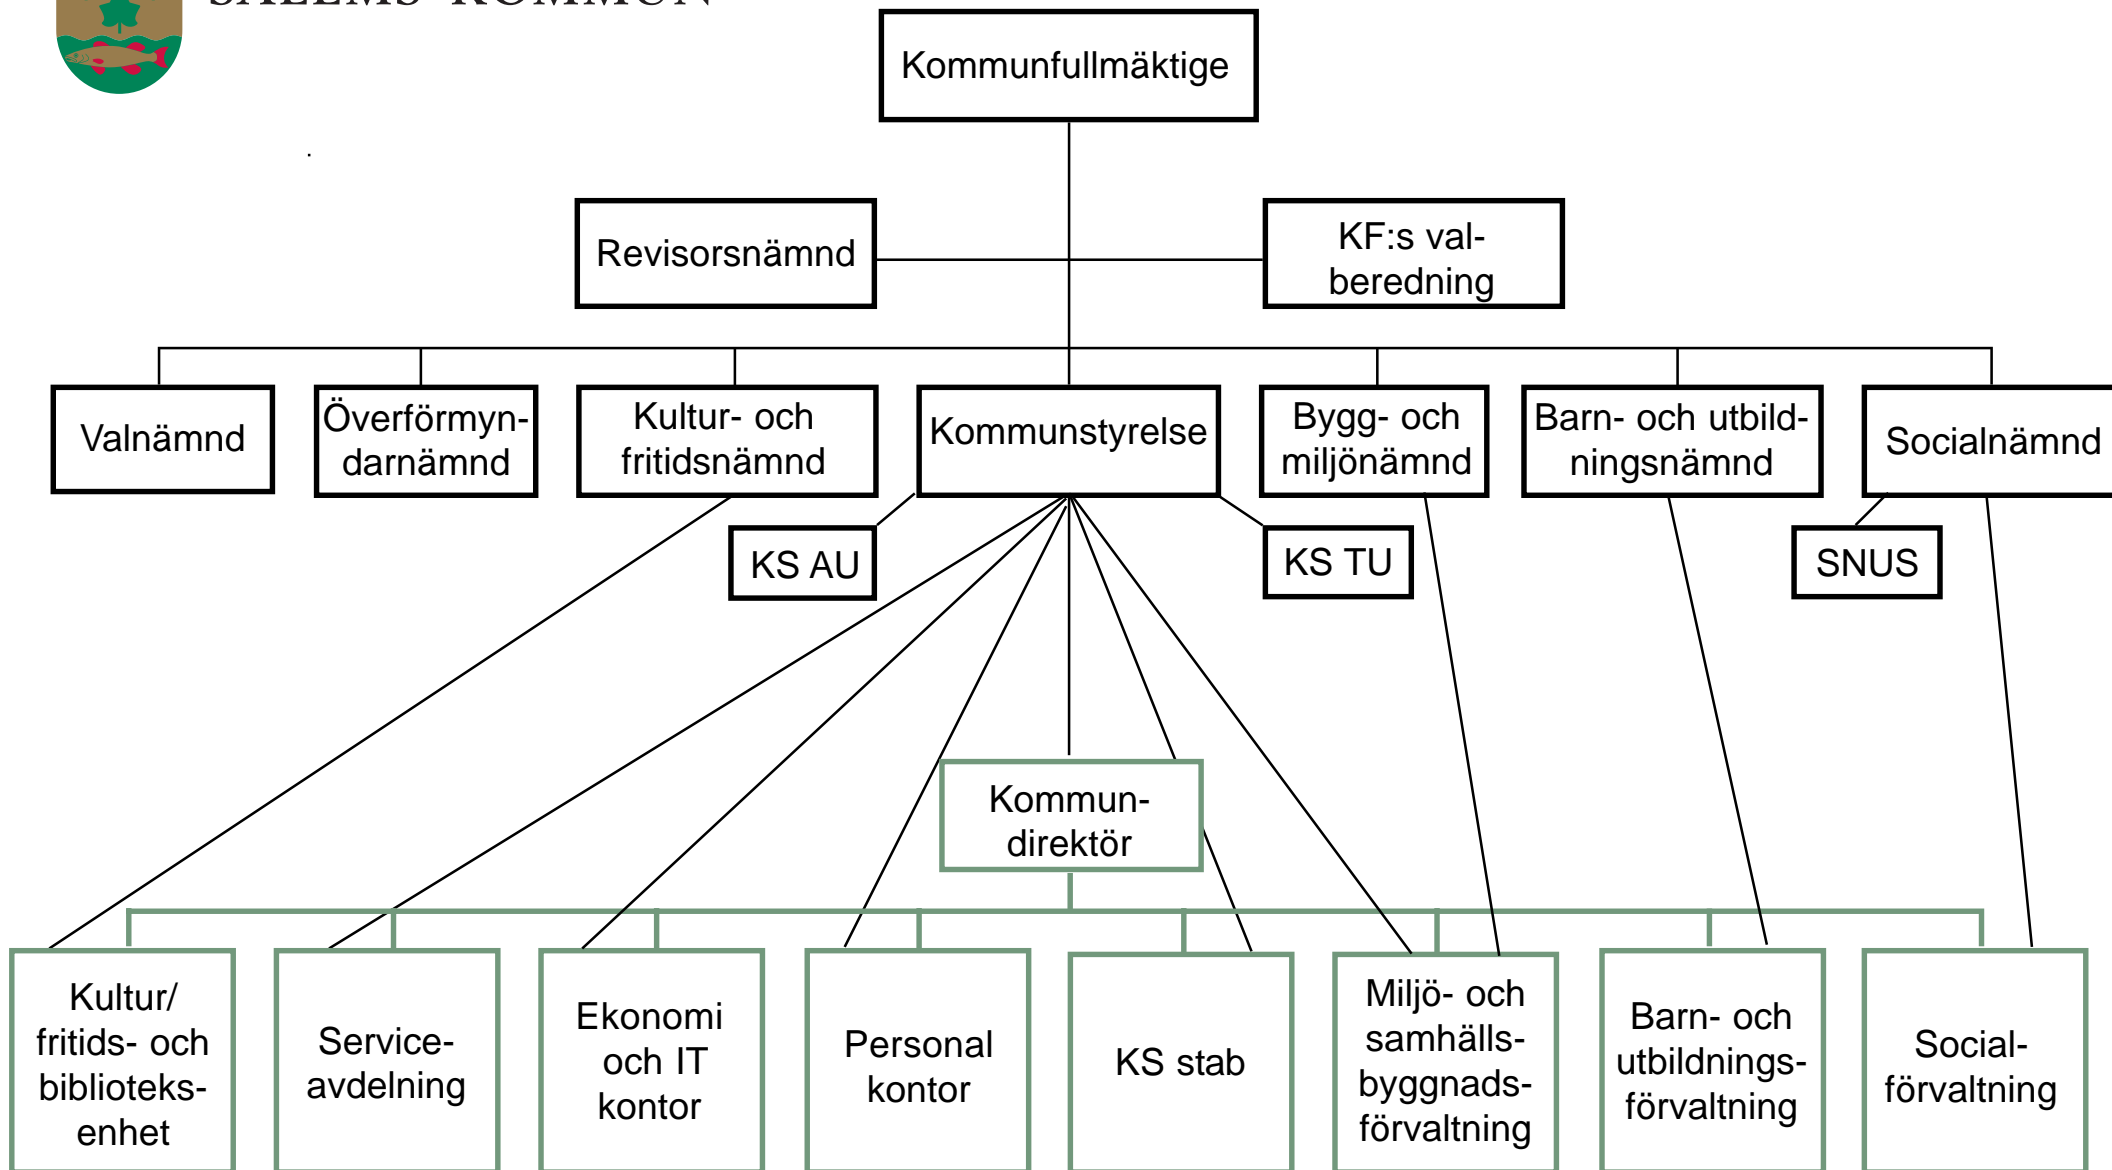 SALEMS KOMMUN
Kommunfullmäktige
Revisorsnämnd
KF:s val-
beredning
Valnämnd
Överförmyn-
darnämnd
Kultur- och
fritidsnämnd
Kommunstyrelse
Bygg- och
miljönämnd
Barn- och utbild-
ningsnämnd
Socialnämnd
KS AU
KS TU
SNUS
Kommun-
direktör
Kultur/
fritids- och
biblioteks-
enhet
Service-
avdelning
Ekonomi
och IT
kontor
Personal
kontor
KS stab
Miljö- och
samhälls-
byggnads-
förvaltning
Barn- och
utbildnings-
förvaltning
Social-
förvaltning